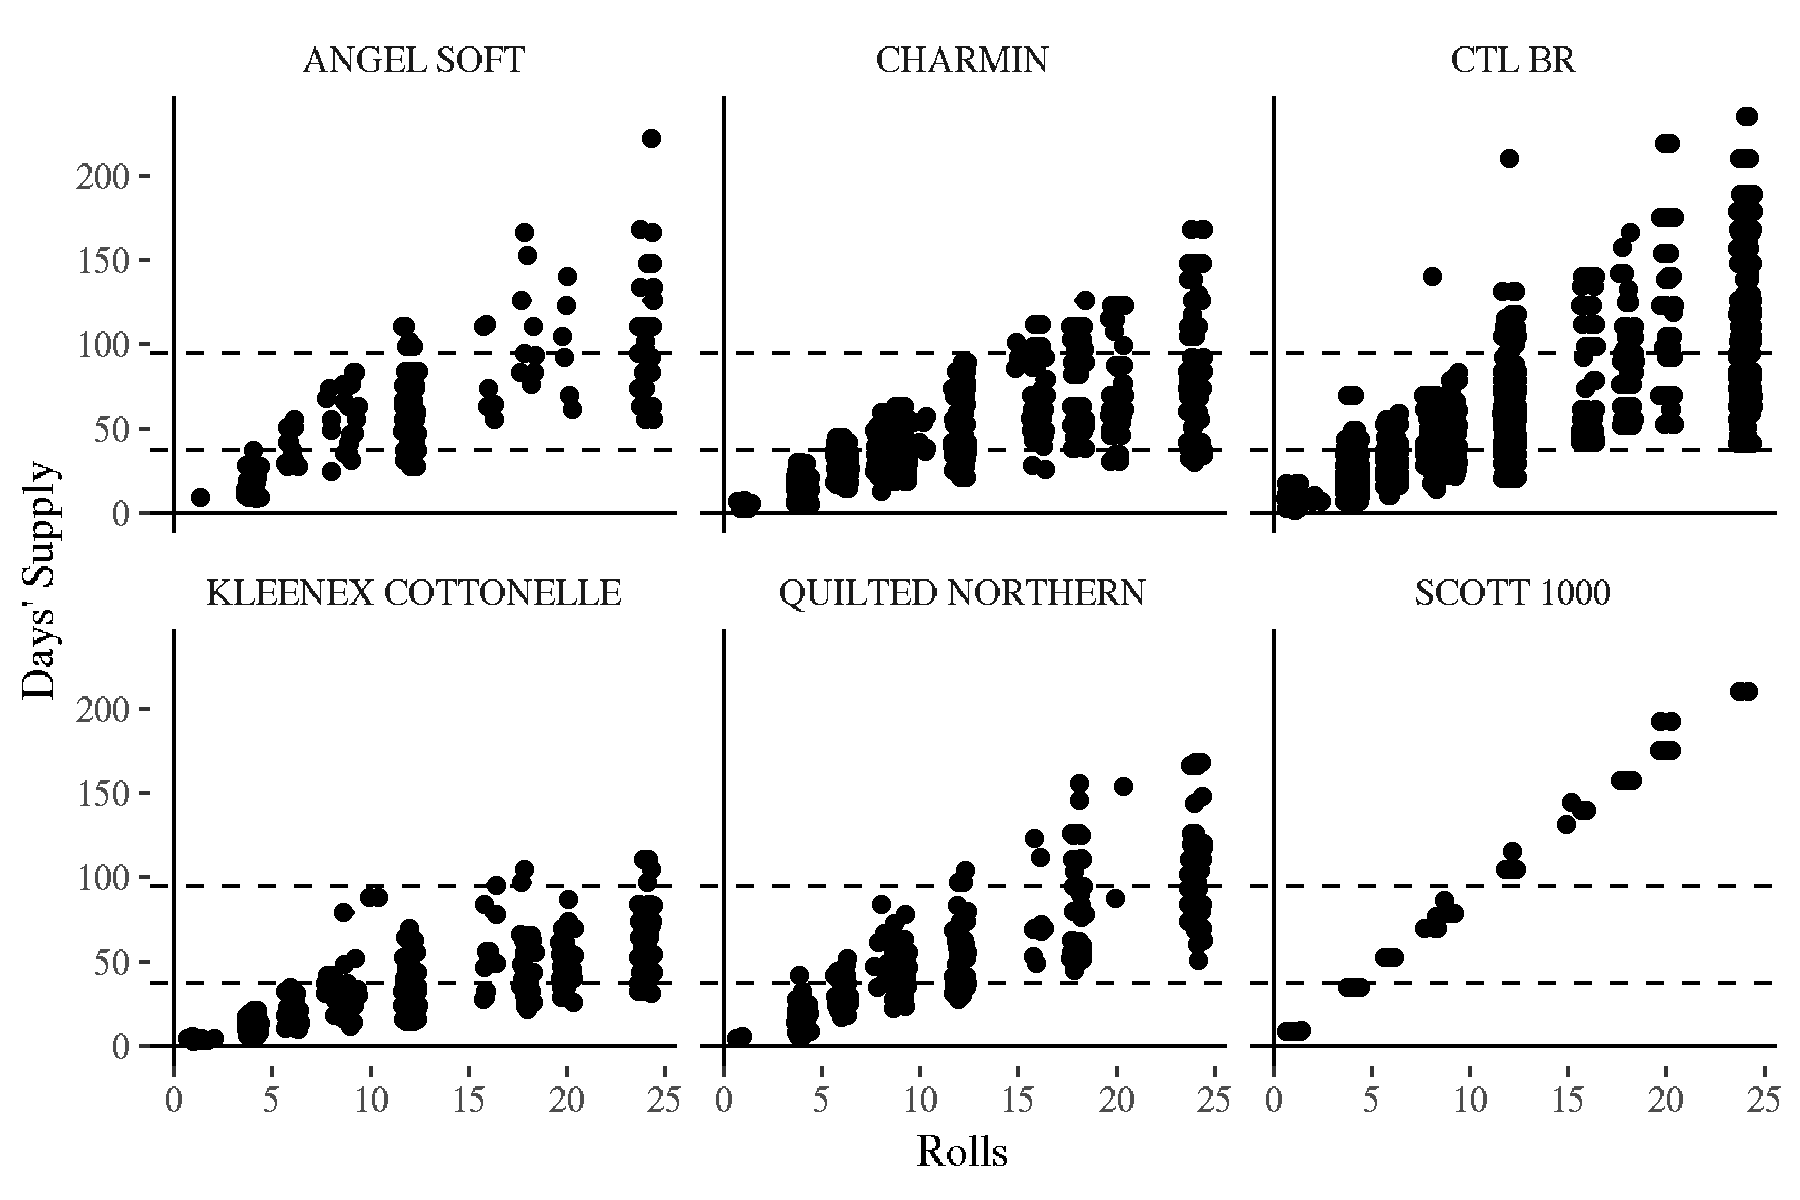 ANGEL SOFT
CHARMIN
CTL BR
200
150
100
50
0
KLEENEX COTTONELLE
QUILTED NORTHERN
SCOTT 1000
200
150
100
50
0
0 5 10 15 20 25
0 5 10 15 20 25
0 5 10 15 20 25
Days' Supply
Rolls